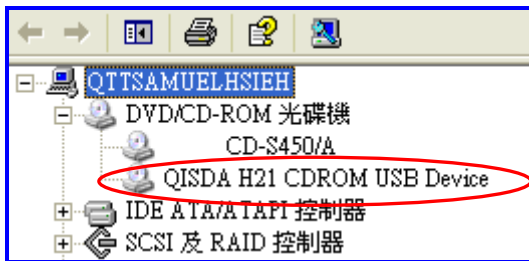 QTTSAMUELHSIEH
DVD/CD-ROM 光碟機
CD-S450/A
QISDA H21 CDROM USB Device
IDE ATA/ATAPI 控制器
SCSI 及 RAID 控制器